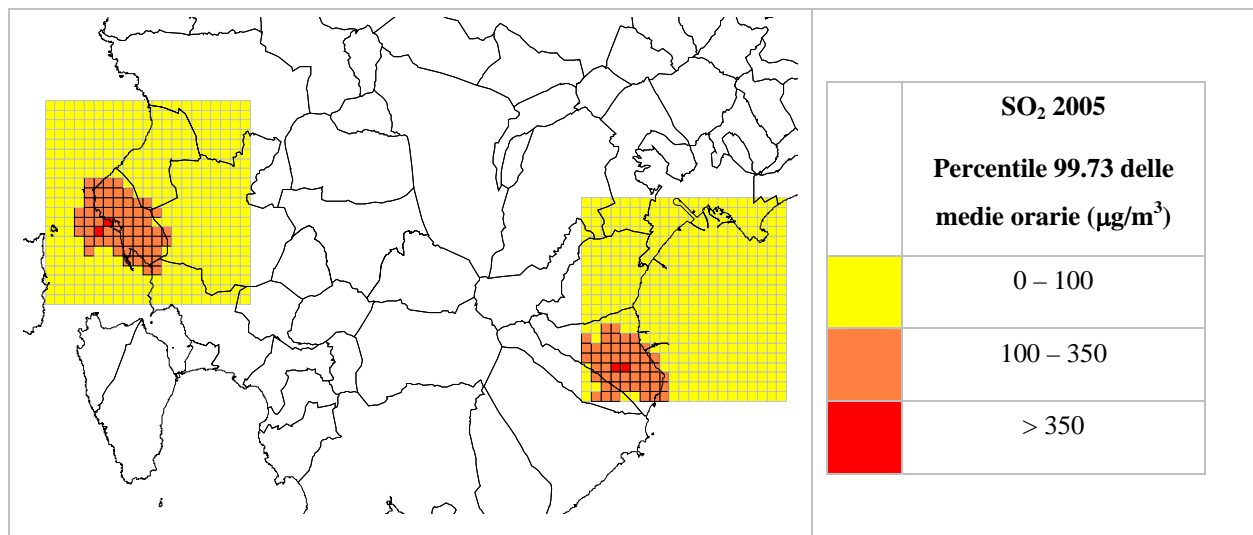 SO₂ 2005
Percentile 99.73 delle
medie orarie (µg/m³)
0 – 100
100 – 350
> 350